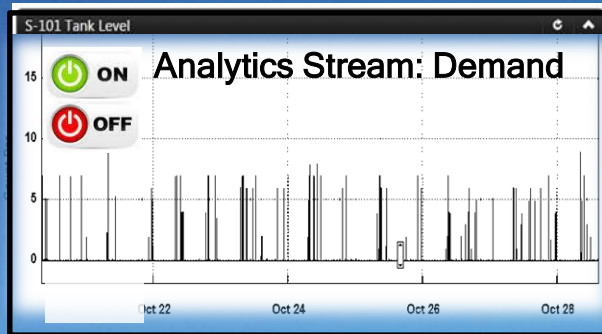 S-101 Tank Level
Analytics Stream: Demand
ON
OFF
15
10
5
0
Oct 22
Oct 24
Oct 26
Oct 28